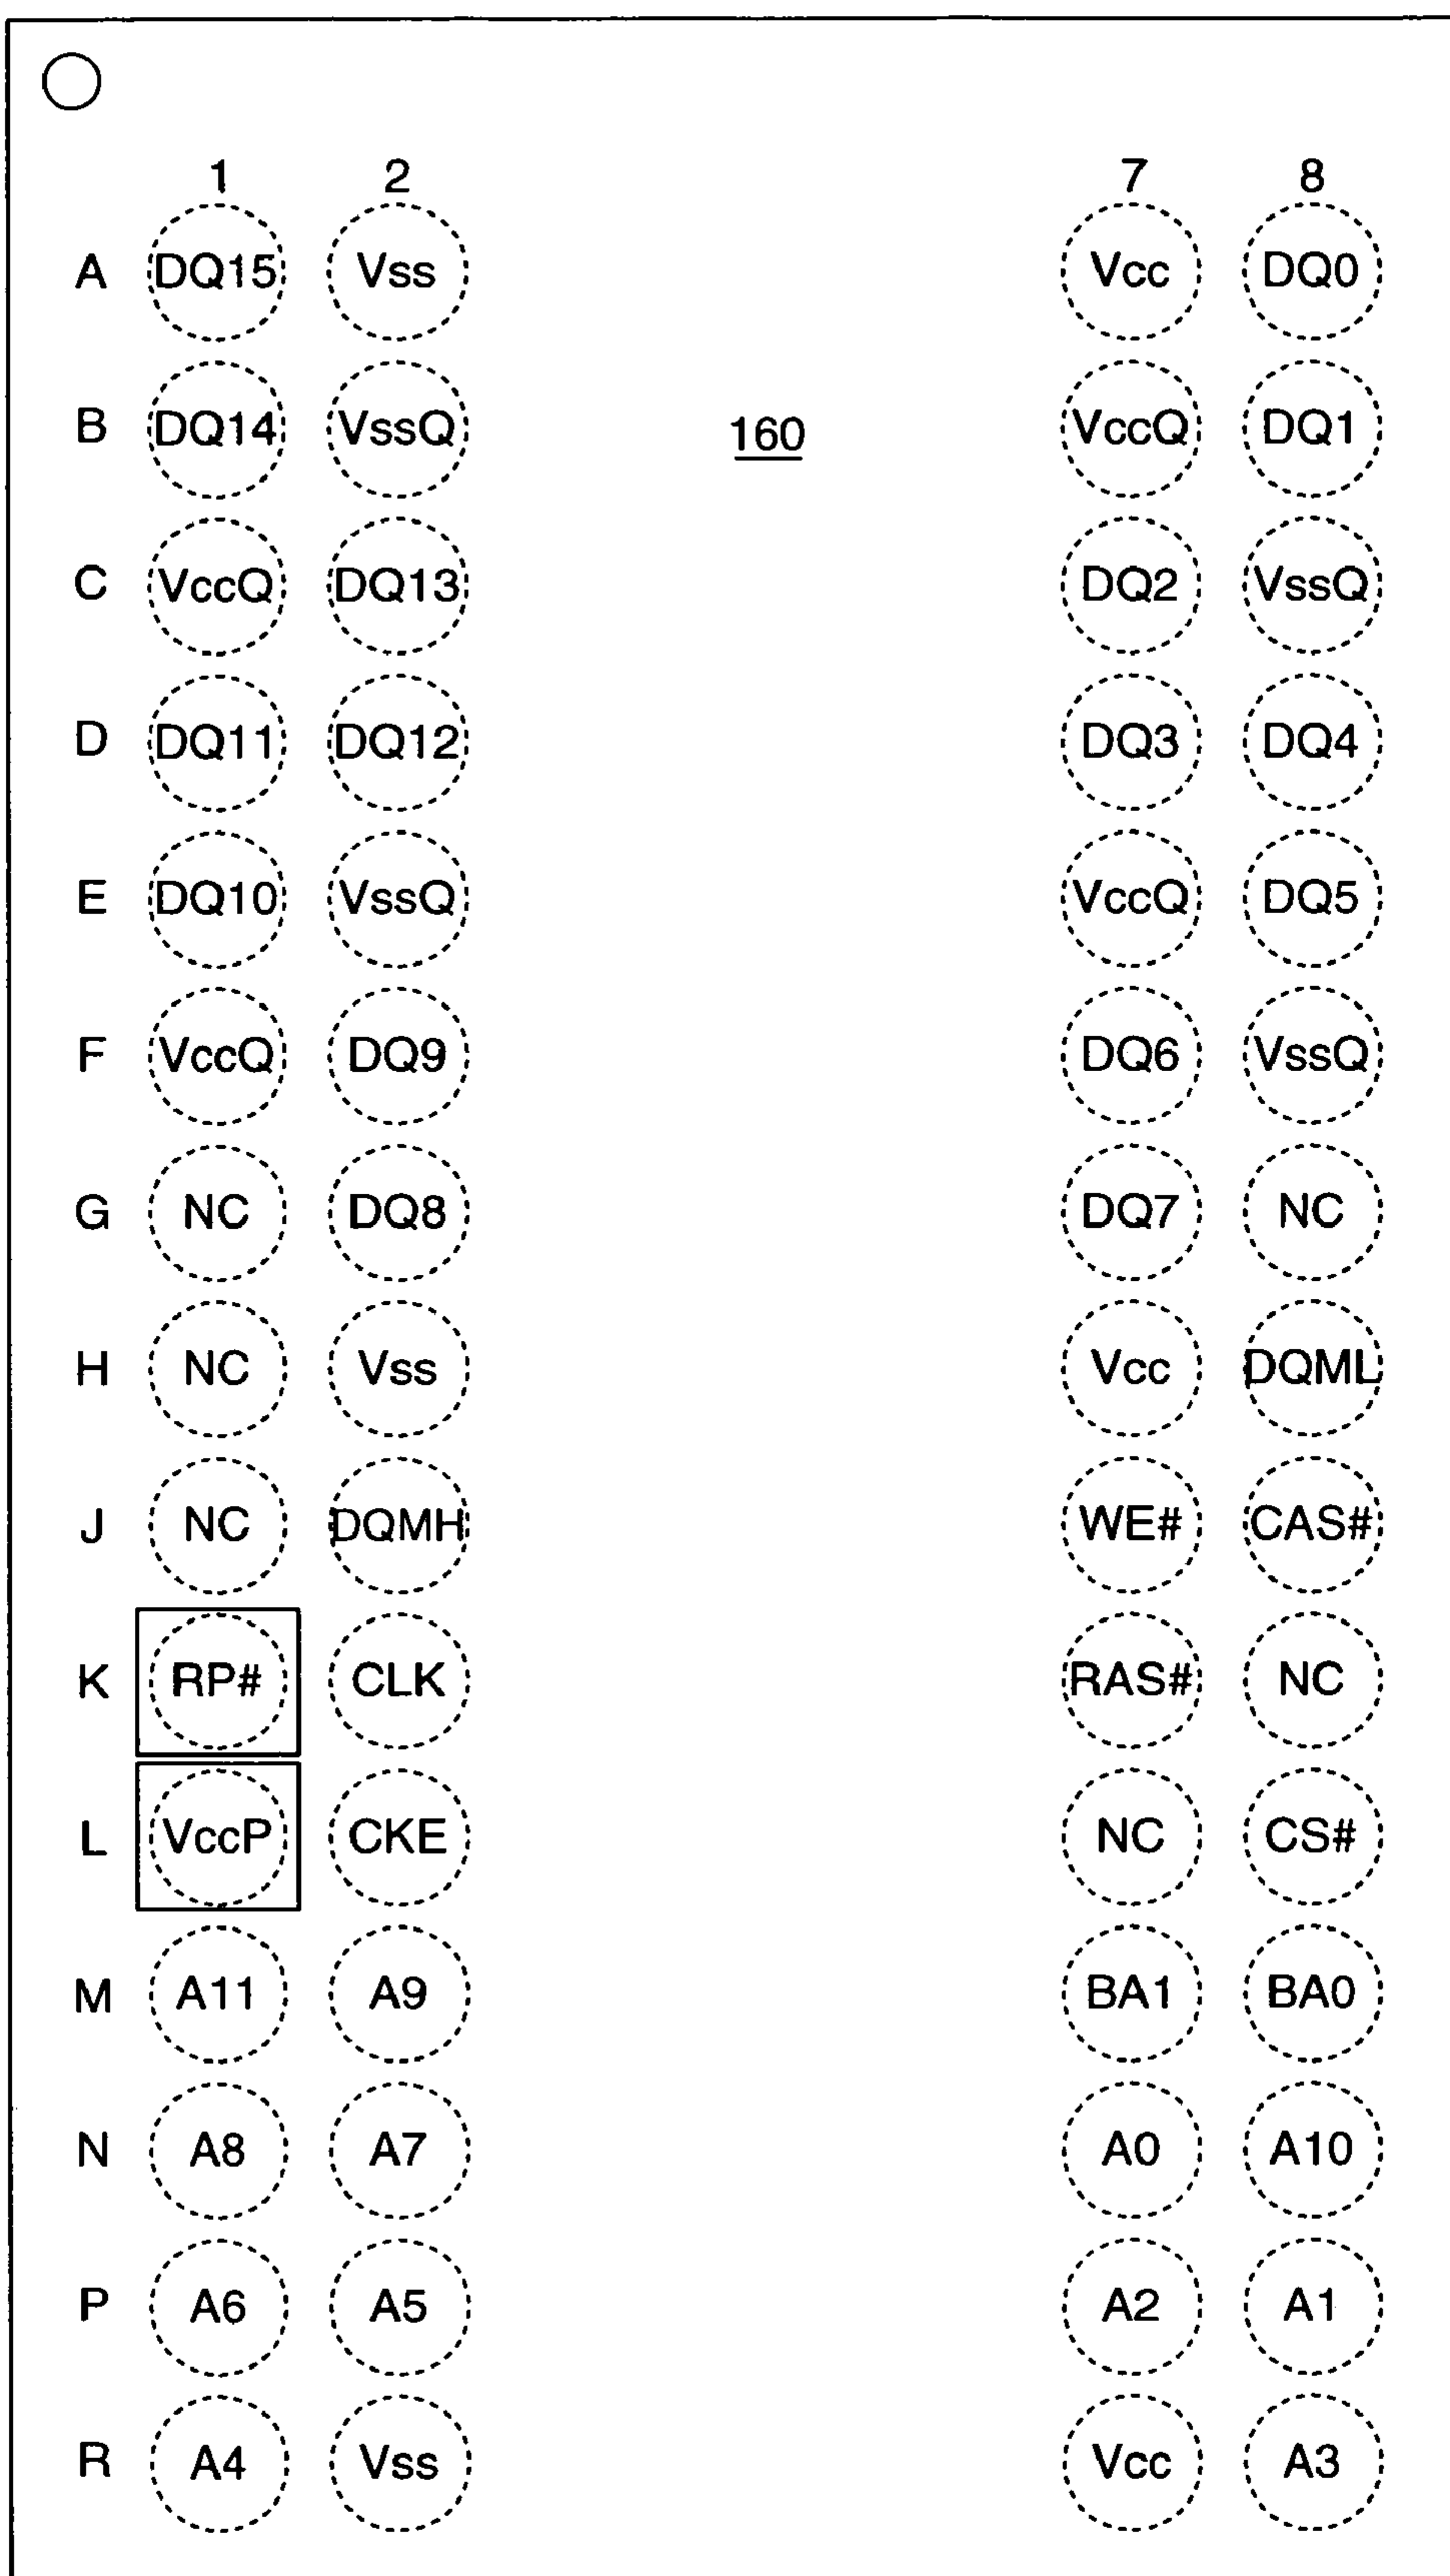 1 2 7 8
A DQ15 Vss Vcc DQ0
B DQ14 VssQ 160 VccQ DQ1
C VccQ DQ13 DQ2 VssQ
D DQ11 DQ12 DQ3 DQ4
E DQ10 VssQ VccQ DQ5
F VccQ DQ9 DQ6 VssQ
G NC DQ8 DQ7 NC
H NC Vss Vcc DQML
J NC DQMH WE# CAS#
K RP# CLK RAS# NC
L VccP CKE NC CS#
M A11 A9 BA1 BA0
N A8 A7 A0 A10
P A6 A5 A2 A1
R A4 Vss Vcc A3